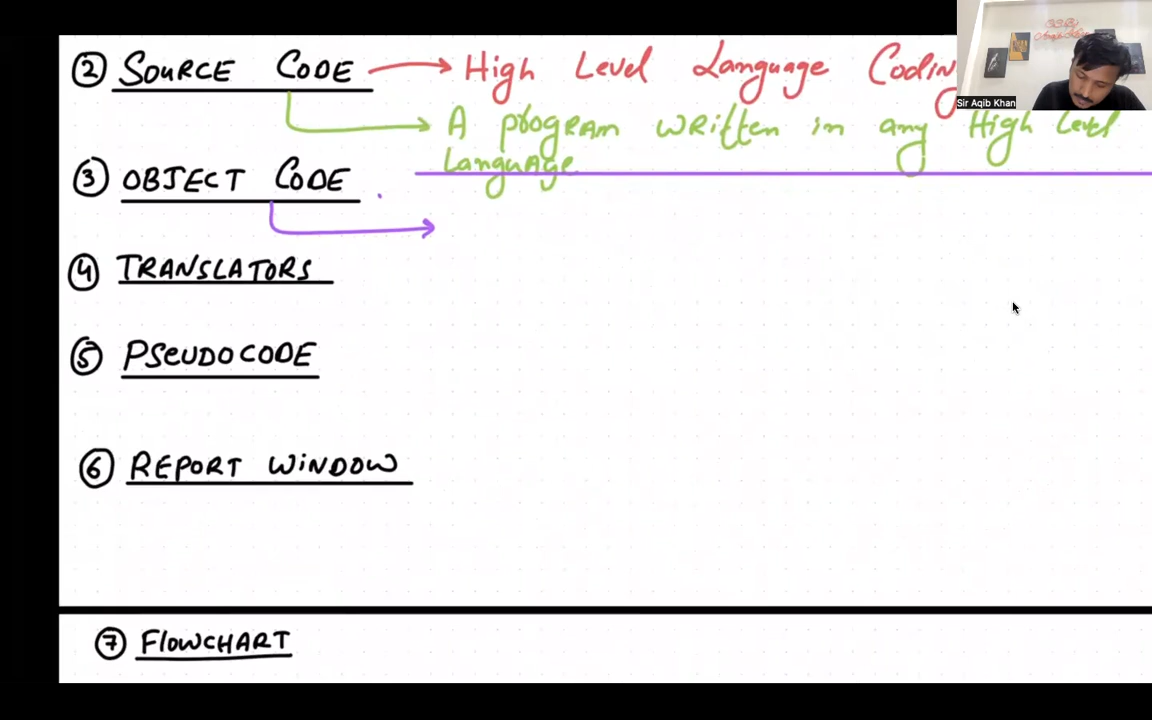 ② SOURCE CODE → High Level Language Coding
→ A program written in any High Level
Language
③ OBJECT CODE
④ TRANSLATORS
⑤ PSEUDOCODE
⑥ REPORT WINDOW
⑦ FLOWCHART
Sir Aqib Khan